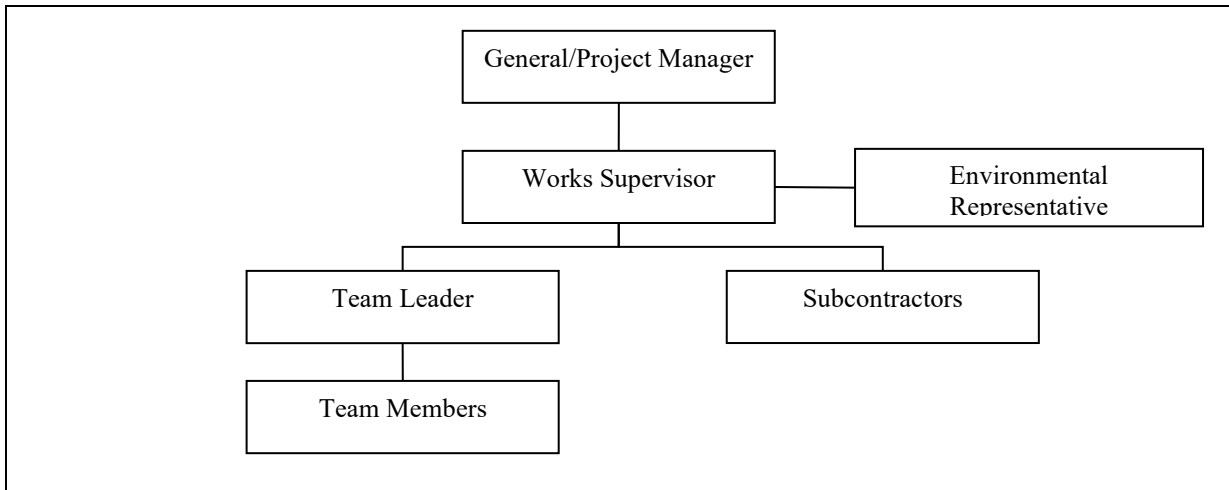 General/Project Manager
Works Supervisor
Environmental
Representative
Team Leader
Subcontractors
Team Members